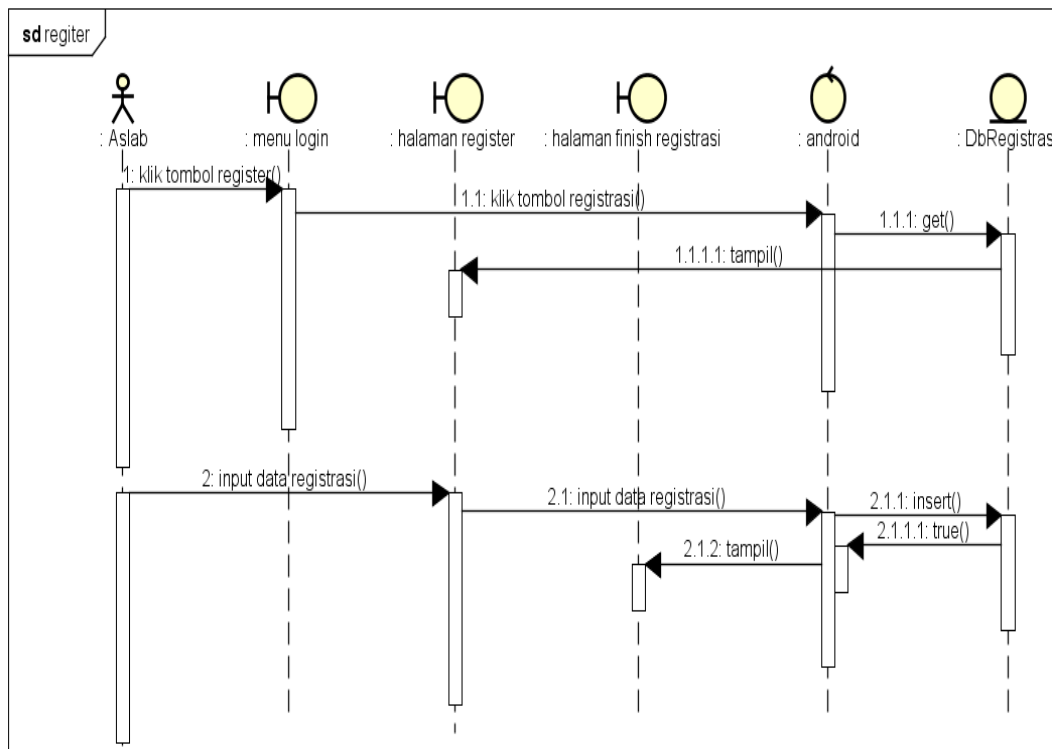 sd regiter
: Aslab
: menu login
: halaman register
: halaman finish registrasi
: android
: DbRegistras
1: klik tombol register()
1.1: klik tombol registrasi()
1.1.1: get()
1.1.1.1: tampil()
2: input data registrasi()
2.1: input data registrasi()
2.1.1: insert()
2.1.1.1: true()
2.1.2: tampil()